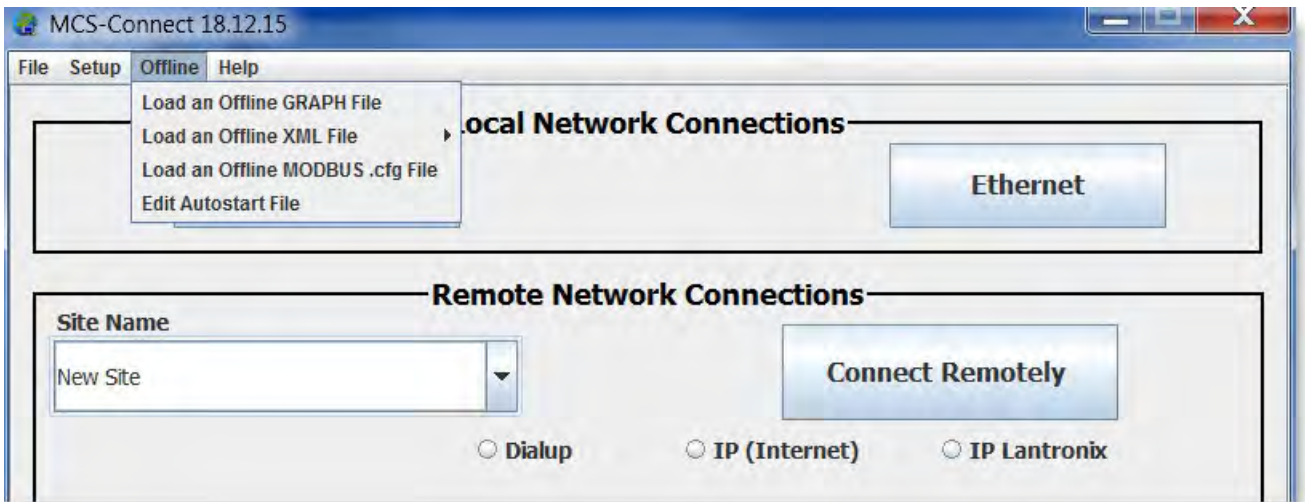 MCS-Connect 18.12.15
File Setup Offline Help
Load an Offline GRAPH File
Load an Offline XML File
Load an Offline MODBUS .cfg File
Edit Autostart File
ocal Network Connections
Ethernet
Remote Network Connections
Site Name
New Site
Connect Remotely
Dialup IP (Internet) IP Lantronix